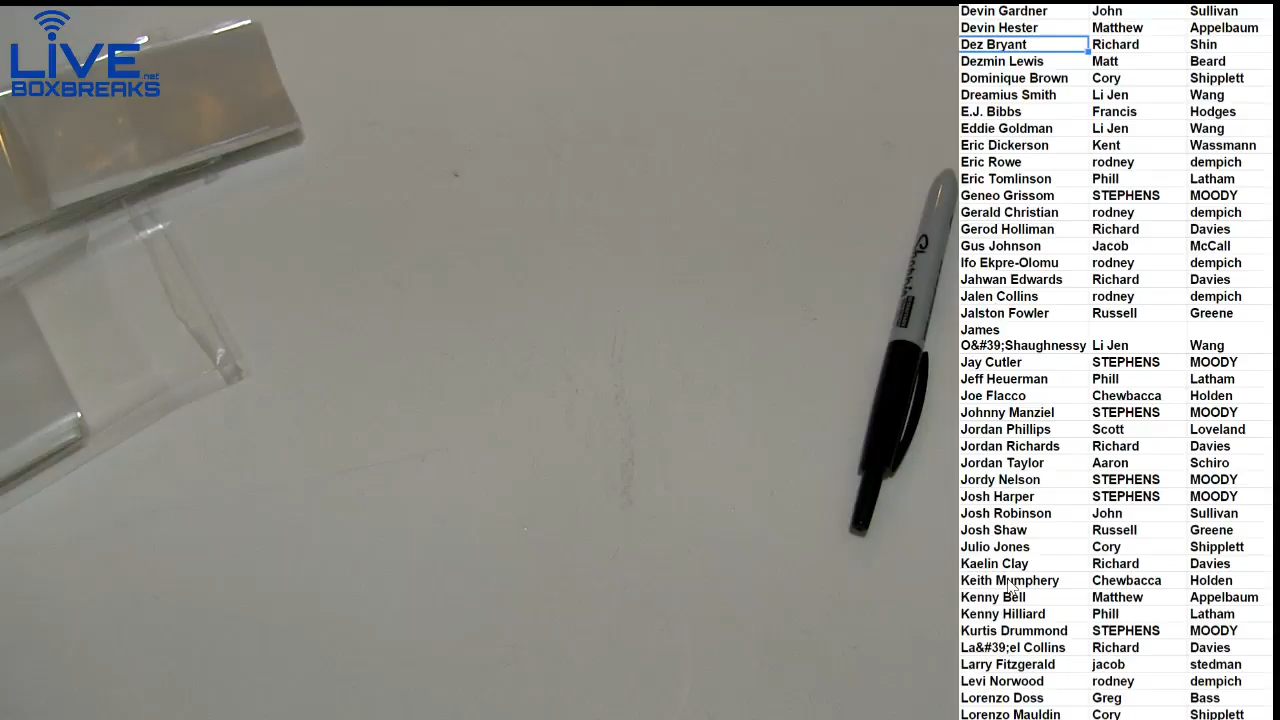 LIVE
.net
BOXBREAKS
Sharpie
Devin Gardner John Sullivan
Devin Hester Matthew Appelbaum
Dez Bryant Richard Shin
Dezmin Lewis Matt Beard
Dominique Brown Cory Shipplett
Dreamius Smith Li Jen Wang
E.J. Bibbs Francis Hodges
Eddie Goldman Li Jen Wang
Eric Dickerson Kent Wassmann
Eric Rowe rodney dempich
Eric Tomlinson Phill Latham
Geneo Grissom STEPHENS MOODY
Gerald Christian rodney dempich
Gerod Holliman Richard Davies
Gus Johnson Jacob McCall
Ifo Ekpre-Olomu rodney dempich
Jahwan Edwards Richard Davies
Jalen Collins rodney dempich
Jalston Fowler Russell Greene
James
O&#39;Shaughnessy Li Jen Wang
Jay Cutler STEPHENS MOODY
Jeff Heuerman Phill Latham
Joe Flacco Chewbacca Holden
Johnny Manziel STEPHENS MOODY
Jordan Phillips Scott Loveland
Jordan Richards Richard Davies
Jordan Taylor Aaron Schiro
Jordy Nelson STEPHENS MOODY
Josh Harper STEPHENS MOODY
Josh Robinson John Sullivan
Josh Shaw Russell Greene
Julio Jones Cory Shipplett
Kaelin Clay Richard Davies
Keith Mumphery Chewbacca Holden
Kenny Bell Matthew Appelbaum
Kenny Hilliard Phill Latham
Kurtis Drummond STEPHENS MOODY
La&#39;el Collins Richard Davies
Larry Fitzgerald jacob stedman
Levi Norwood rodney dempich
Lorenzo Doss Greg Bass
Lorenzo Mauldin Cory Shipplett